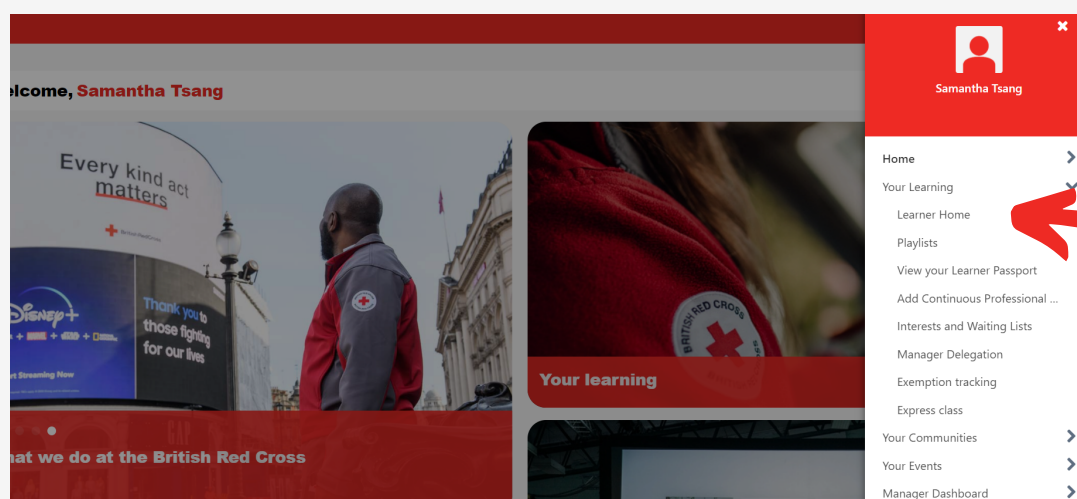 elcome, Samantha Tsang
Every kind act
matters
British Red Cross
Disney+
Start Streaming Now
Thank you to
those fighting
for our lives
GAP
hat we do at the British Red Cross
BRITISH RED CROSS
Your learning
Samantha Tsang
Home
Your Learning
Learner Home
Playlists
View your Learner Passport
Add Continuous Professional ...
Interests and Waiting Lists
Manager Delegation
Exemption tracking
Express class
Your Communities
Your Events
Manager Dashboard